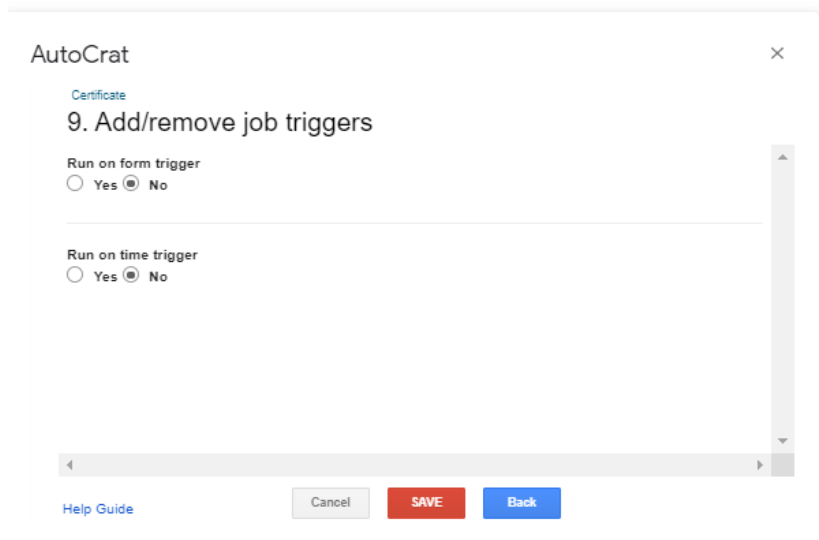 AutoCrat
Certificate
9. Add/remove job triggers
Run on form trigger
Yes No
Run on time trigger
Yes No
Help Guide Cancel SAVE Back